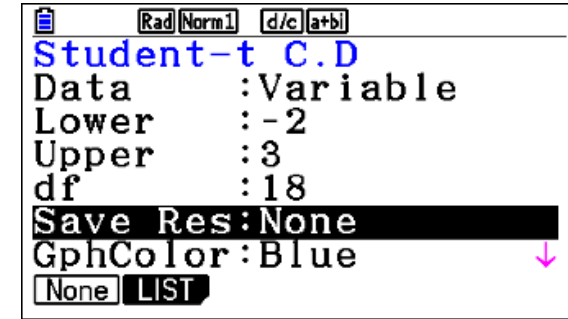 Rad Norm1 d/c a+bi
Student-t C.D
Data :Variable
Lower :-2
Upper :3
df :18
Save Res:None
GphColor:Blue ↓
None LIST